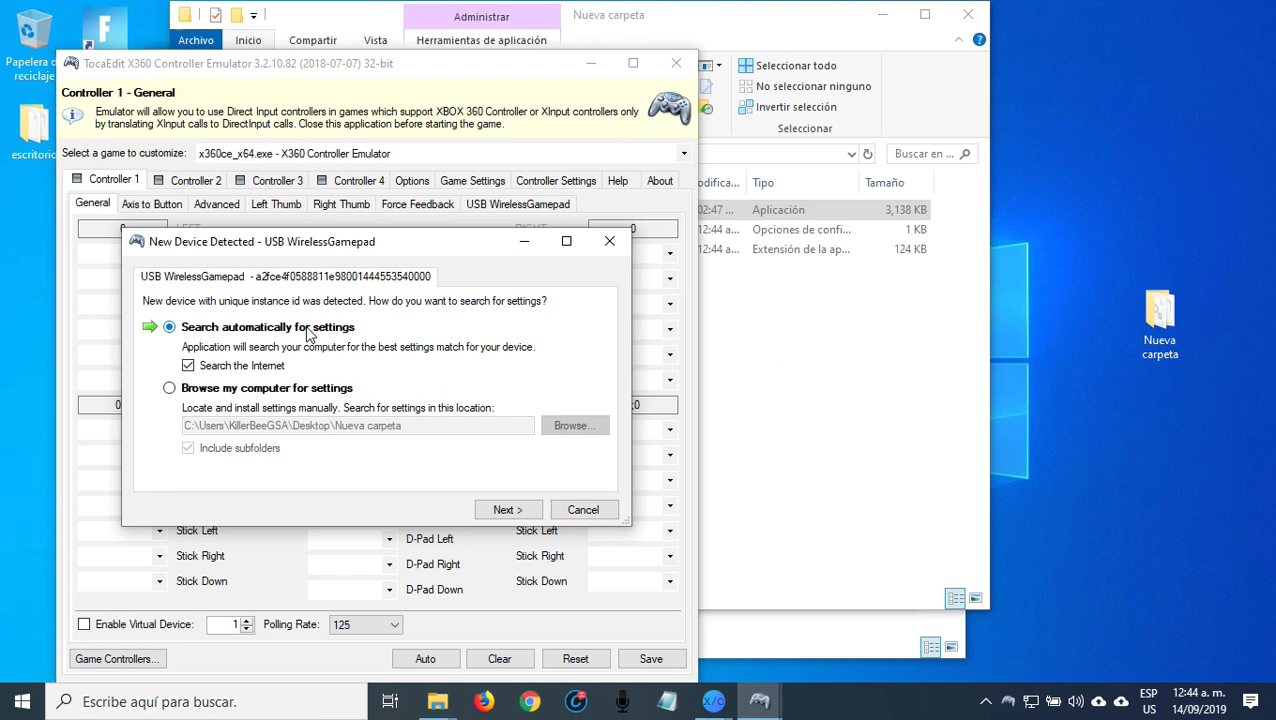 Papelera de
reciclaje
escritorio
Administrar
Nueva carpeta
Archivo
Inicio
Compartir
Vista
Herramientas de aplicación
Seleccionar todo
No seleccionar ninguno
Invertir selección
Seleccionar
Buscar en ...
odifica...
Tipo
Tamaño
02:47 ...
Aplicación
3,138 KB
12:44 a...
Opciones de confi...
1 KB
12:44 a...
Extensión de la ap...
124 KB
TocaEdit X360 Controller Emulator 3.2.10.82 (2018-07-07) 32-bit
Controller 1 - General
Emulator will allow you to use Direct Input controllers in games which support XBOX 360 Controller or XInput controllers only
by translating XInput calls to DirectInput calls. Close this application before starting the game.
Select a game to customize:
x360ce_x64.exe - X360 Controller Emulator
Controller 1
Controller 2
Controller 3
Controller 4
Options
Game Settings
Controller Settings
Help
About
General
Axis to Button
Advanced
Left Thumb
Right Thumb
Force Feedback
USB WirelessGamepad
New Device Detected - USB WirelessGamepad
USB WirelessGamepad - a2fce4f0588811e98001444553540000
New device with unique instance id was detected. How do you want to search for settings?
Search automatically for settings
Application will search your computer for the best settings match for your device.
Search the Internet
Browse my computer for settings
Locate and install settings manually. Search for settings in this location:
C:\Users\KillerBeeGSA\Desktop\Nueva carpeta
Browse...
Include subfolders
Next >
Cancel
Stick Left
D-Pad Left
Stick Left
Stick Right
D-Pad Right
Stick Right
Stick Down
D-Pad Down
Stick Down
Enable Virtual Device:
1
Polling Rate:
125
Game Controllers...
Auto
Clear
Reset
Save
Nueva
carpeta
Escribe aquí para buscar.
ESP
US
12:44 a. m.
14/09/2019